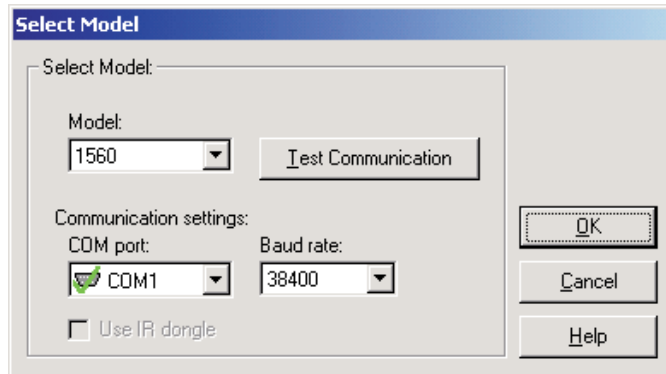 Select Model
Select Model:
Model:
1560
Test Communication
Communication settings:
COM port:
Baud rate:
COM1
38400
Use IR dongle
OK
Cancel
Help